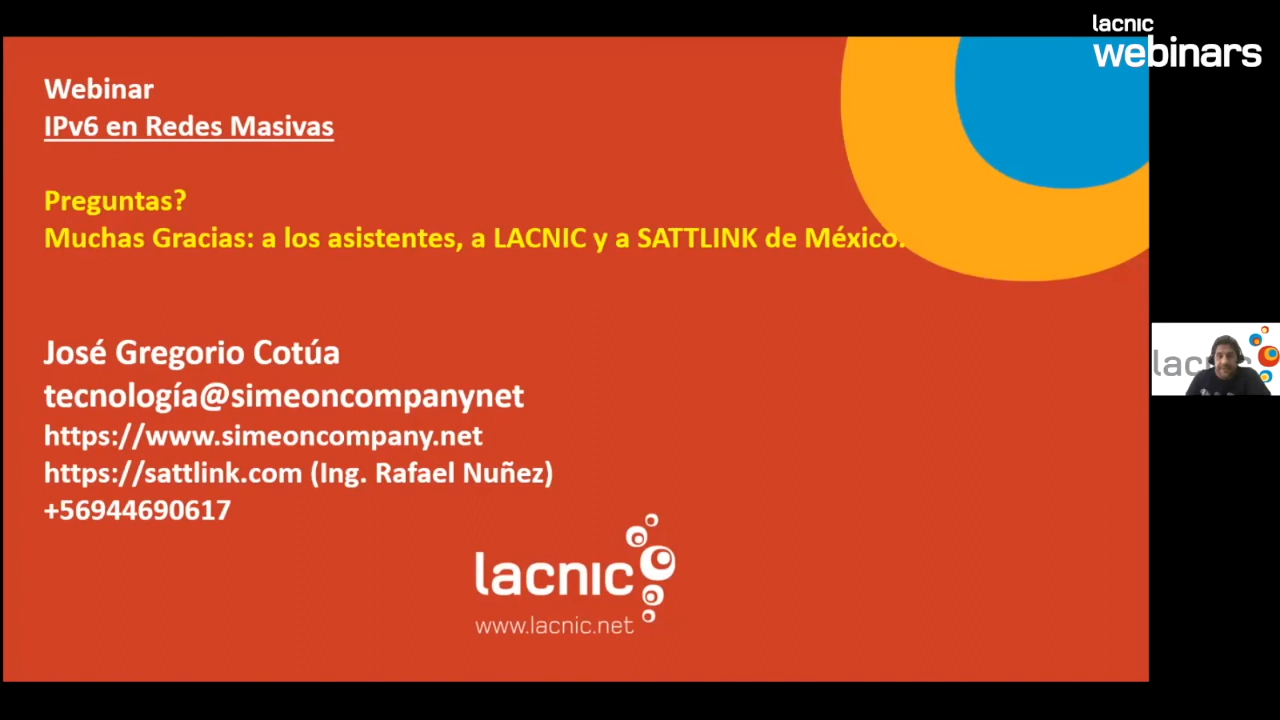 lacnic
webinars
Webinar
IPv6 en Redes Masivas
Preguntas?
Muchas Gracias: a los asistentes, a LACNIC y a SATTLINK de México.
José Gregorio Cotúa
tecnología@simeoncompanynet
https://www.simeoncompany.net
https://sattlink.com (Ing. Rafael Nuñez)
+56944690617
lacnic
www.lacnic.net